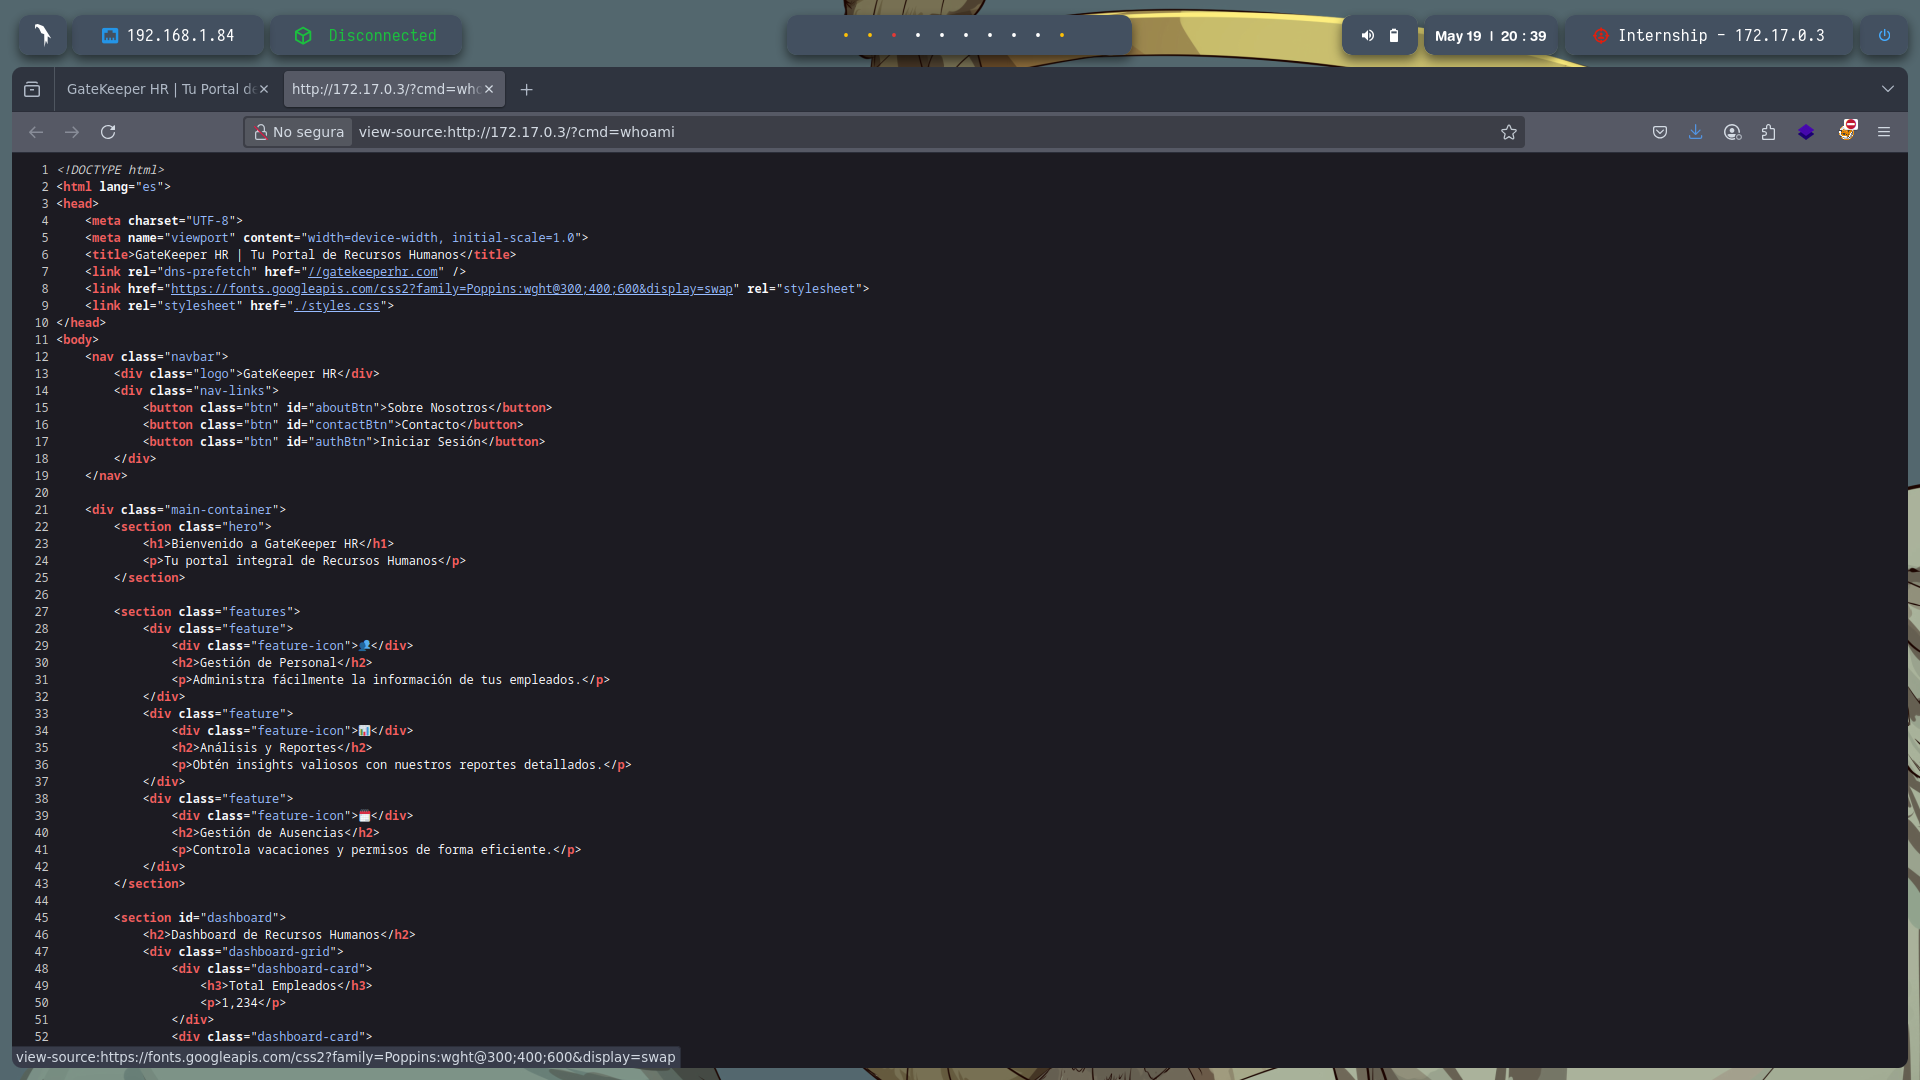 192.168.1.84
Disconnected
May 19 | 20 : 39
Internship - 172.17.0.3
GateKeeper HR | Tu Portal de
http://172.17.0.3/?cmd=who
No segura
view-source:http://172.17.0.3/?cmd=whoami
1 <!DOCTYPE html>
2 <html lang="es">
3 <head>
4     <meta charset="UTF-8">
5     <meta name="viewport" content="width=device-width, initial-scale=1.0">
6     <title>GateKeeper HR | Tu Portal de Recursos Humanos</title>
7     <link rel="dns-prefetch" href="//gatekeeperhr.com" />
8     <link href="https://fonts.googleapis.com/css2?family=Poppins:wght@300;400;600&display=swap" rel="stylesheet">
9     <link rel="stylesheet" href="./styles.css">
10 </head>
11 <body>
12     <nav class="navbar">
13         <div class="logo">GateKeeper HR</div>
14         <div class="nav-links">
15             <button class="btn" id="aboutBtn">Sobre Nosotros</button>
16             <button class="btn" id="contactBtn">Contacto</button>
17             <button class="btn" id="authBtn">Iniciar Sesión</button>
18         </div>
19     </nav>
20
21     <div class="main-container">
22         <section class="hero">
23             <h1>Bienvenido a GateKeeper HR</h1>
24             <p>Tu portal integral de Recursos Humanos</p>
25         </section>
26
27         <section class="features">
28             <div class="feature">
29                 <div class="feature-icon">👥</div>
30                 <h2>Gestión de Personal</h2>
31                 <p>Administra fácilmente la información de tus empleados.</p>
32             </div>
33             <div class="feature">
34                 <div class="feature-icon">📊</div>
35                 <h2>Análisis y Reportes</h2>
36                 <p>Obtén insights valiosos con nuestros reportes detallados.</p>
37             </div>
38             <div class="feature">
39                 <div class="feature-icon">🗓️</div>
40                 <h2>Gestión de Ausencias</h2>
41                 <p>Controla vacaciones y permisos de forma eficiente.</p>
42             </div>
43         </section>
44
45         <section id="dashboard">
46             <h2>Dashboard de Recursos Humanos</h2>
47             <div class="dashboard-grid">
48                 <div class="dashboard-card">
49                     <h3>Total Empleados</h3>
50                     <p>1,234</p>
51                 </div>
52                 <div class="dashboard-card">
view-source:https://fonts.googleapis.com/css2?family=Poppins:wght@300;400;600&display=swap